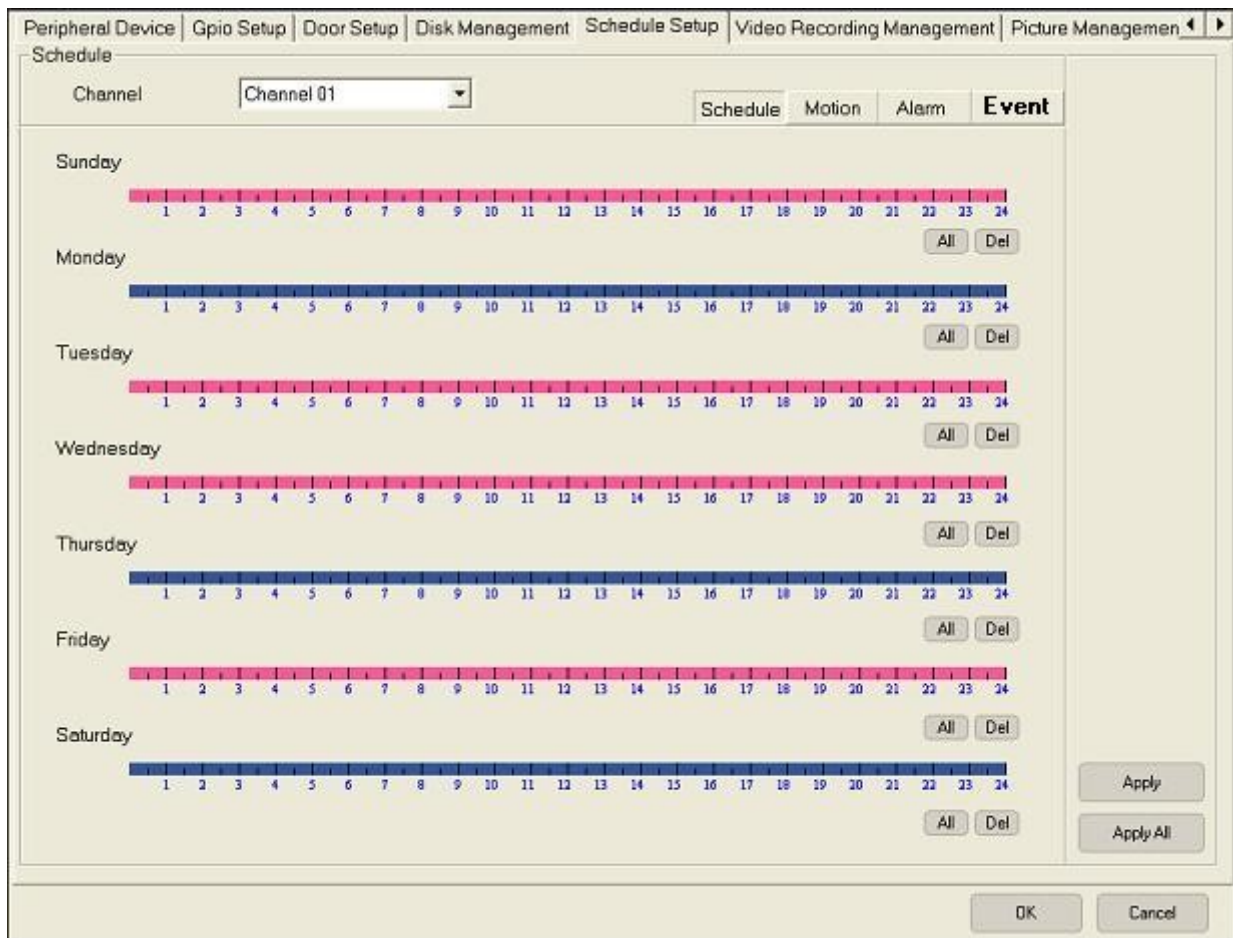 Peripheral Device Gpio Setup Door Setup Disk Management Schedule Setup Video Recording Management Picture Managemen
Schedule
Channel Channel 01
Schedule Motion Alarm Event
Sunday
1 2 3 4 5 6 7 8 9 10 11 12 13 14 15 16 17 18 19 20 21 22 23 24
All Del
Monday
1 2 3 4 5 6 7 8 9 10 11 12 13 14 15 16 17 18 19 20 21 22 23 24
All Del
Tuesday
1 2 3 4 5 6 7 8 9 10 11 12 13 14 15 16 17 18 19 20 21 22 23 24
All Del
Wednesday
1 2 3 4 5 6 7 8 9 10 11 12 13 14 15 16 17 18 19 20 21 22 23 24
All Del
Thursday
1 2 3 4 5 6 7 8 9 10 11 12 13 14 15 16 17 18 19 20 21 22 23 24
All Del
Friday
1 2 3 4 5 6 7 8 9 10 11 12 13 14 15 16 17 18 19 20 21 22 23 24
All Del
Saturday
1 2 3 4 5 6 7 8 9 10 11 12 13 14 15 16 17 18 19 20 21 22 23 24
All Del
Apply
Apply All
OK Cancel